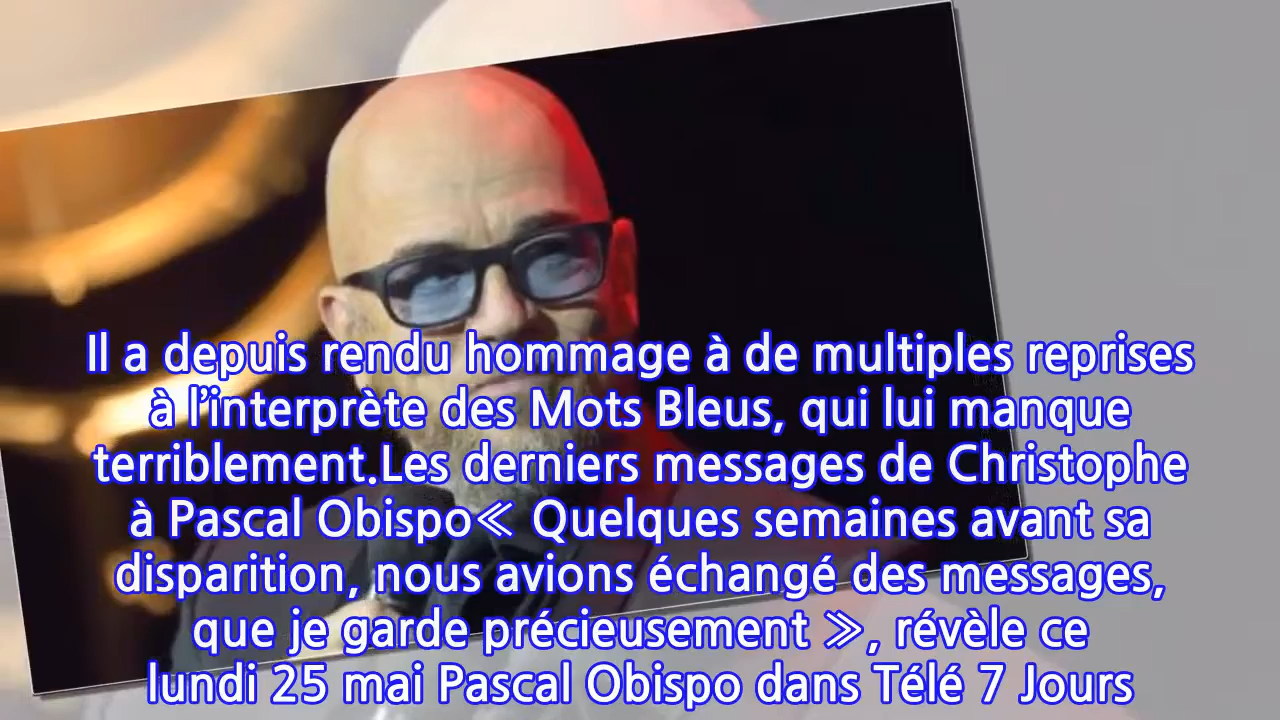 Il a depuis rendu hommage à de multiples reprises
à l'interprète des Mots Bleus, qui lui manque
terriblement.Les derniers messages de Christophe
à Pascal Obispo« Quelques semaines avant sa
disparition, nous avions échangé des messages,
que je garde précieusement », révèle ce
lundi 25 mai Pascal Obispo dans Télé 7 Jours